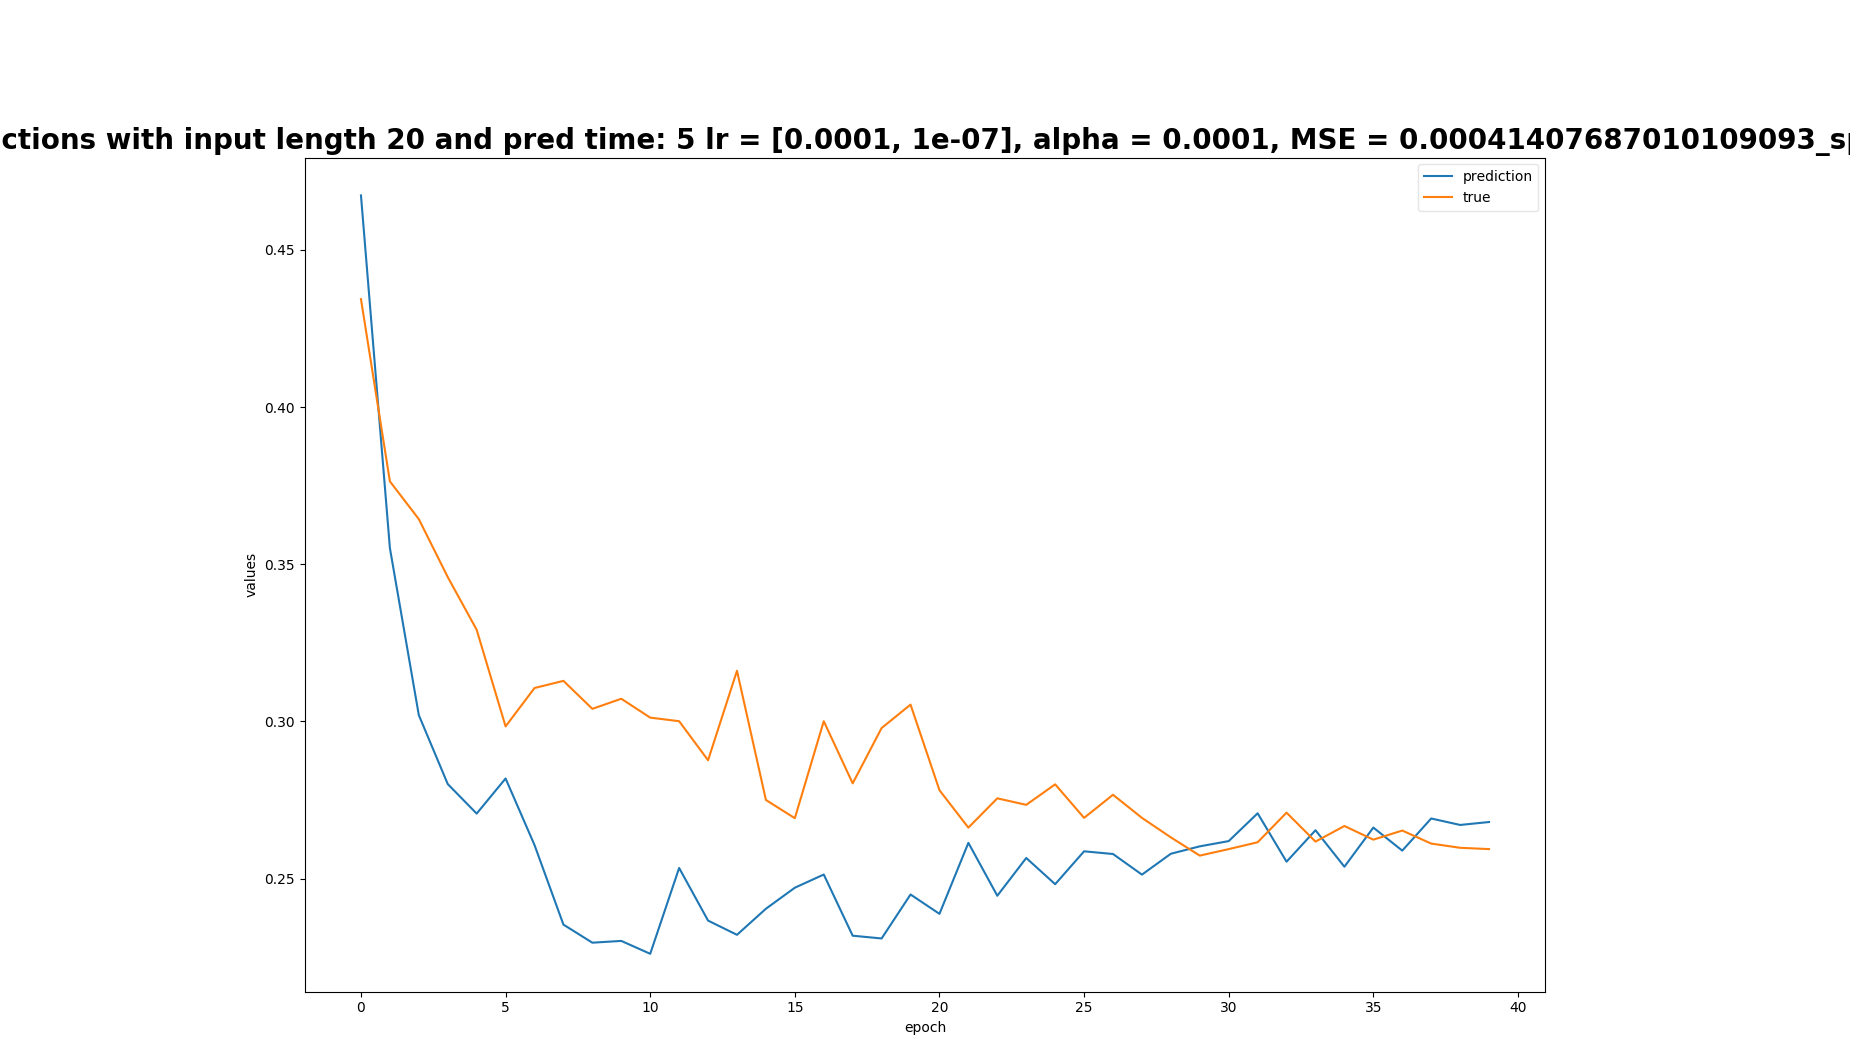 ctions with input length 20 and pred time: 5 lr = [0.0001, 1e-07], alpha = 0.0001, MSE = 0.00041407687010109093_sp
prediction
true
0.45
0.40
0.35
0.30
0.25
values
0 5 10 15 20 25 30 35 40
epoch